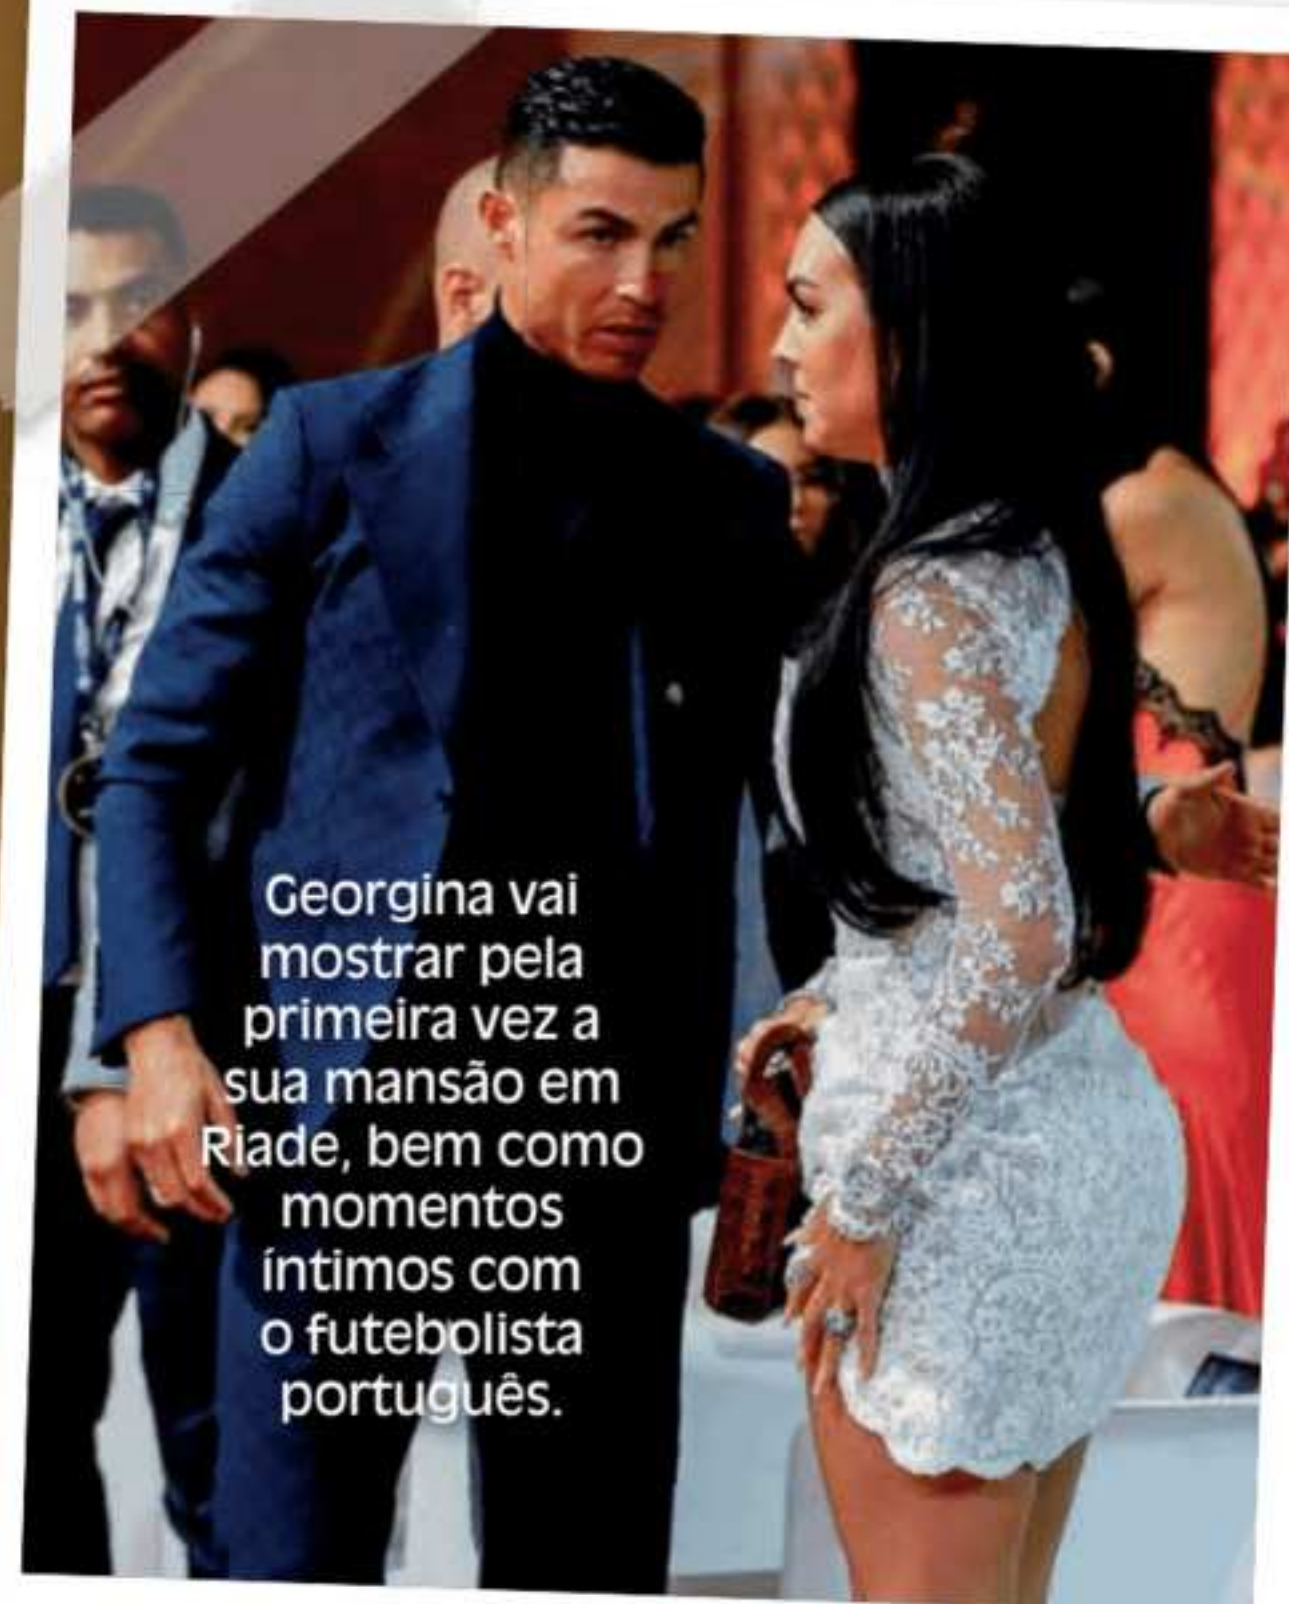 Georgina vai
mostrar pela
primeira vez a
sua mansão em
Riade, bem como
momentos
íntimos com
o futebolista
português.